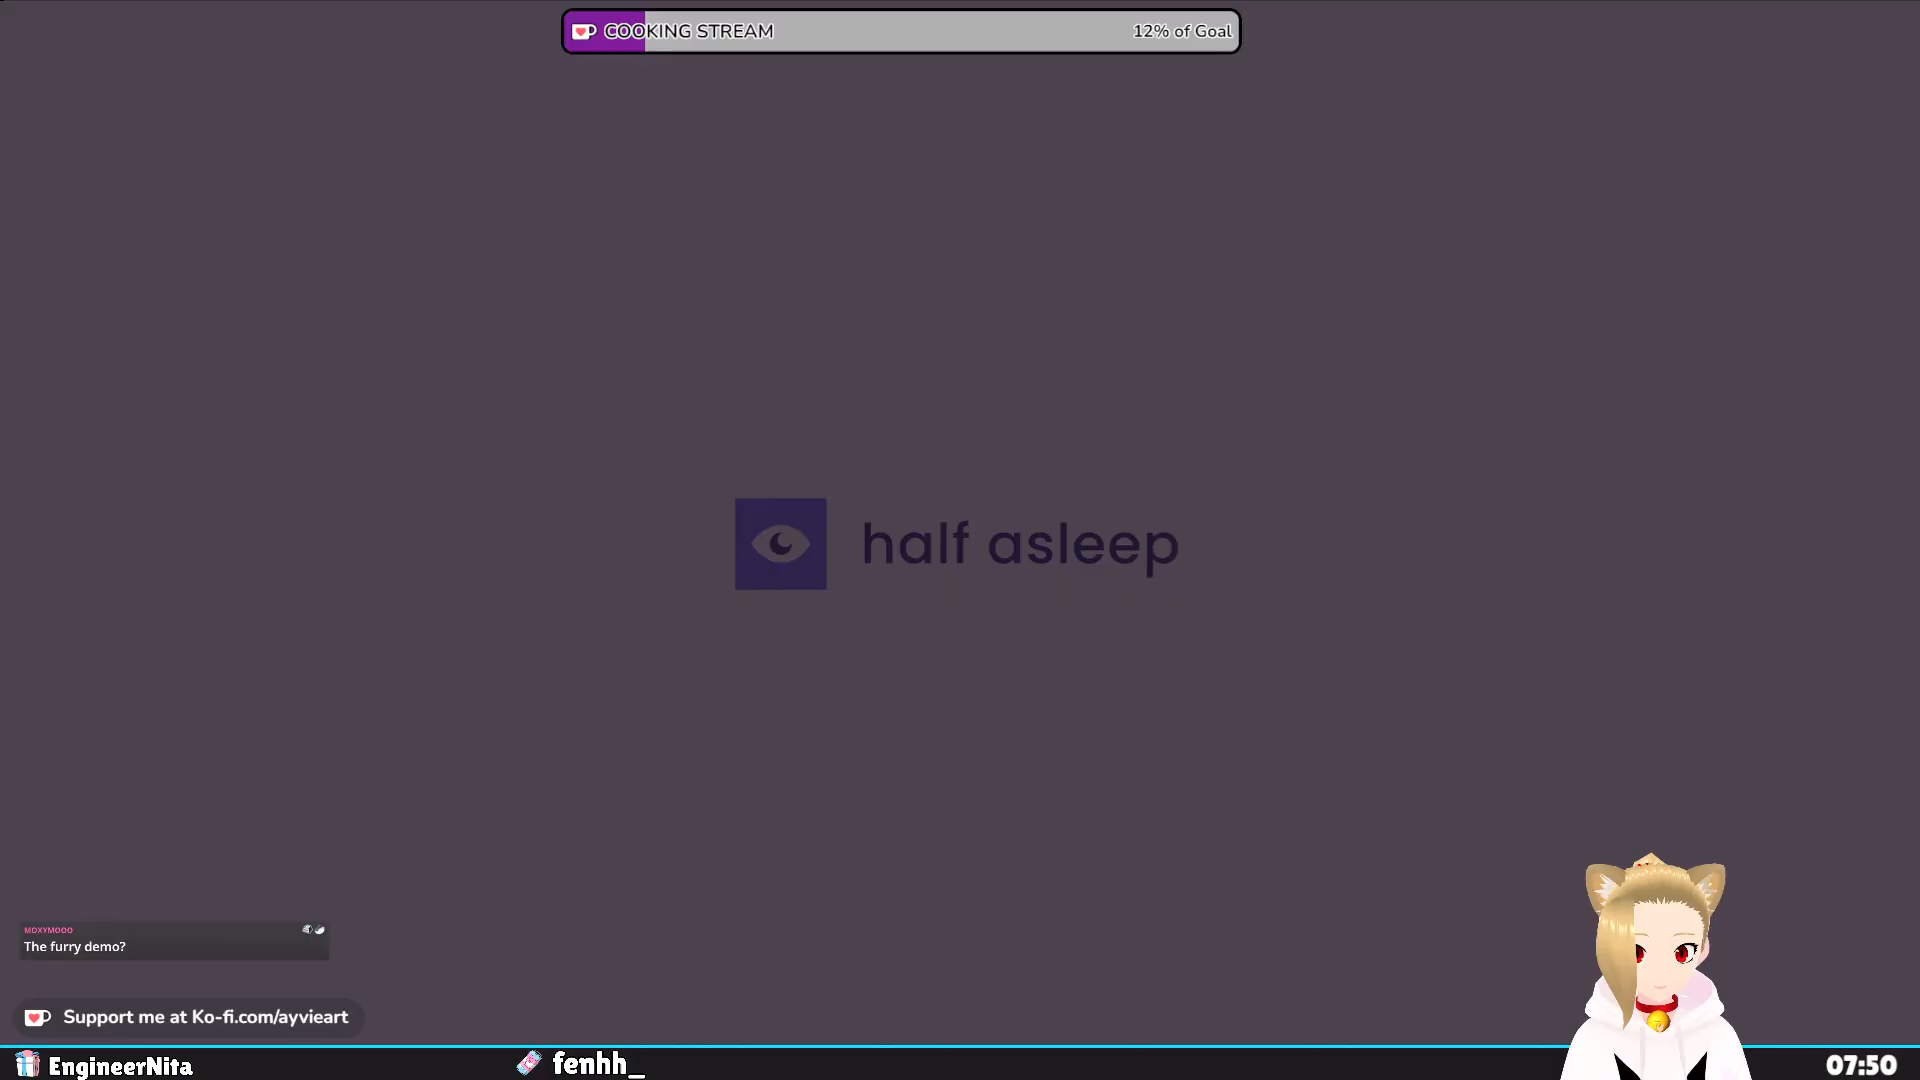 COOKING STREAM 12% of Goal
half asleep
MOXYMOOO
The furry demo?
Support me at Ko-fi.com/ayvieart
EngineerNita fenhh_ 07:50